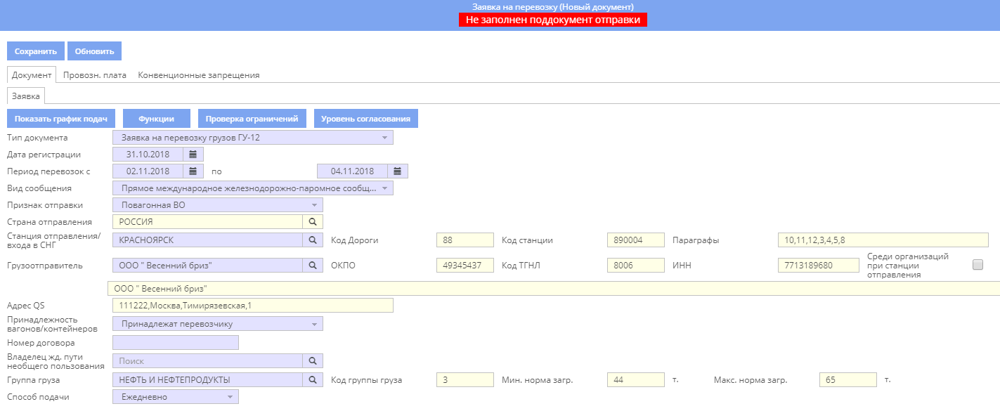 Заявка на перевозку (Новый документ)
Не заполнен поддокумент отправки
Сохранить Обновить
Документ Провозн. плата Конвенционные запрещения
Заявка
Показать график подач Функции Проверка ограничений Уровень согласования
Тип документа Заявка на перевозку грузов ГУ-12
Дата регистрации 31.10.2018
Период перевозок с 02.11.2018 по 04.11.2018
Вид сообщения Прямое международное железнодорожно-паромное сообщ...
Признак отправки Повагонная ВО
Страна отправления РОССИЯ
Станция отправления/
входа в СНГ КРАСНОЯРСК Код Дороги 88 Код станции 890004 Параграфы 10,11,12,3,4,5,8
Грузоотправитель ООО " Весенний бриз" ОКПО 49345437 Код ТГНЛ 8006 ИНН 7713189680 Среди организаций
при станции
отправления
ООО " Весенний бриз"
Адрес QS 111222,Москва,Тимирязевская,1
Принадлежность
вагонов/контейнеров Принадлежат перевозчику
Номер договора
Владелец жд. пути
необщего пользования Поиск
Группа груза НЕФТЬ И НЕФТЕПРОДУКТЫ Код группы груза 3 Мин. норма загр. 44 т. Макс. норма загр. 65 т.
Способ подачи Ежедневно